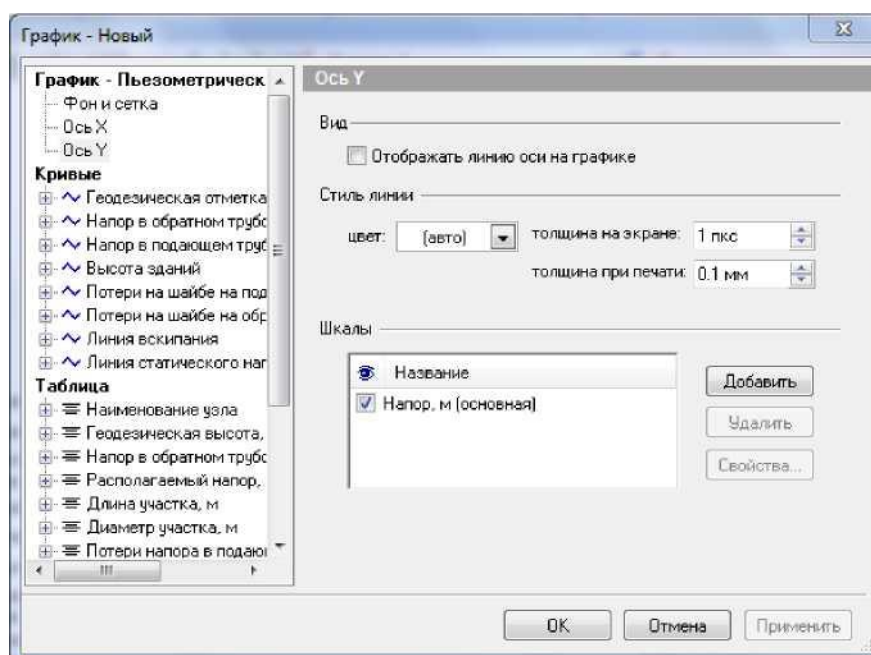 График - Новый
График - Пьезометрическ
Фон и сетка
Ось X
Ось Y
Кривые
Геодезическая отметка
Напор в обратном трубо
Напор в подающем труб
Высота зданий
Потери на шайбе на под
Потери на шайбе на обр
Линия вскипания
Линия статического нап
Таблица
Наименование узла
Геодезическая высота,
Напор в обратном трубо
Располагаемый напор,
Длина участка, м
Диаметр участка, м
Потери напора в подаю
Ось Y
Вид
Отображать линию оси на графике
Стиль линии
цвет: (авто) толщина на экране: 1 пкс
толщина при печати: 0.1 мм
Шкалы
Название
Напор, м (основная)
Добавить
Удалить
Свойства...
OK Отмена Применить